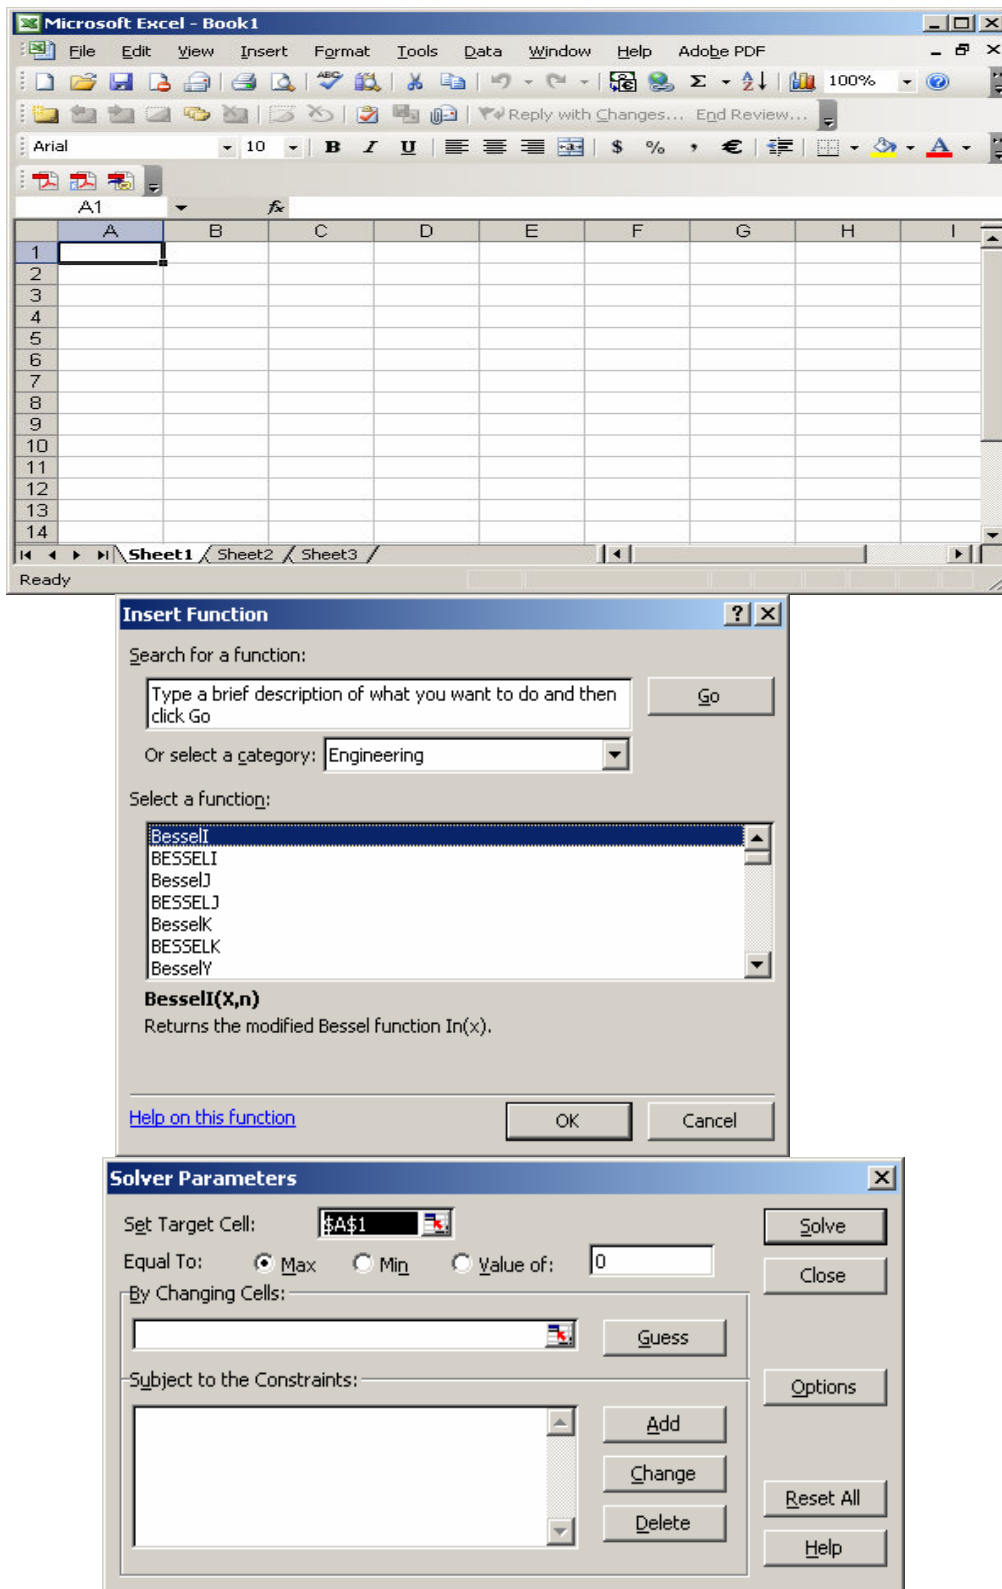 Microsoft Excel - Book1
File Edit View Insert Format Tools Data Window Help Adobe PDF
ABC Σ A Z 100% ?
Reply with Changes... End Review...
Arial 10 B I U $ % , € A
A1 fx
A B C D E F G H I
1
2
3
4
5
6
7
8
9
10
11
12
13
14
Sheet1 Sheet2 Sheet3
Ready
Insert Function ?
Search for a function:
Type a brief description of what you want to do and then
click Go
Go
Or select a category: Engineering
Select a function:
BesselI
BESSELI
BesselJ
BESSELJ
BesselK
BESSELK
BesselY
BesselI(X,n)
Returns the modified Bessel function In(x).
Help on this function OK Cancel
Solver Parameters
Set Target Cell: $A$1 Solve
Equal To: Max Min Value of: 0 Close
By Changing Cells:
Guess
Subject to the Constraints: Options
Add
Change
Reset All
Delete
Help